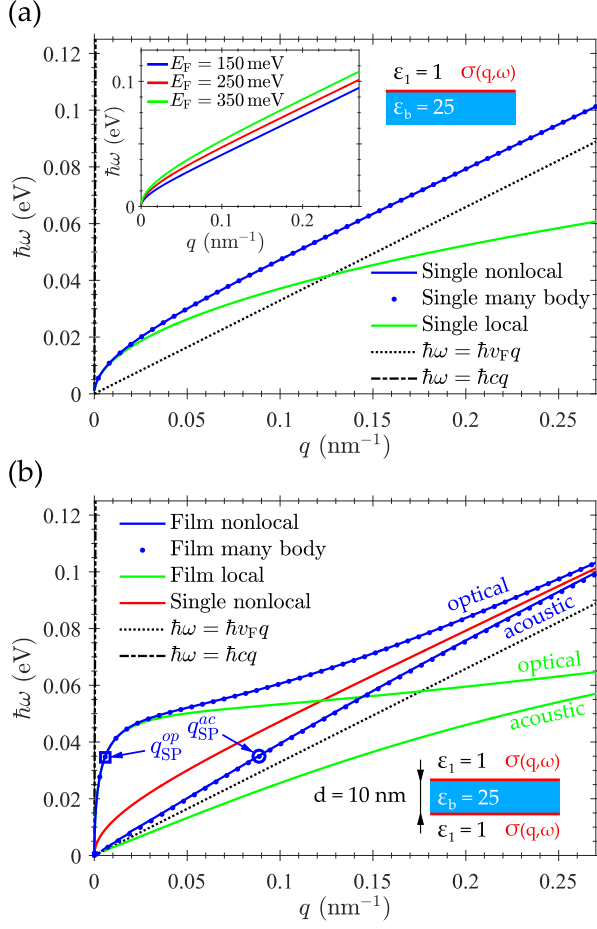 (a)
0.12
0.1
0.08
0.06
0.04
0.02
0
ħω (eV)
0.1
0
ħω (eV)
E_F = 150 meV
E_F = 250 meV
E_F = 350 meV
0
0.1
0.2
q (nm⁻¹)
ε₁ = 1 σ(q,ω)
ε_b = 25
Single nonlocal
Single many body
Single local
ħω = ħv_F q
ħω = ħcq
0
0.05
0.1
0.15
0.2
0.25
q (nm⁻¹)
(b)
0.12
0.1
0.08
0.06
0.04
0.02
0
ħω (eV)
Film nonlocal
Film many body
Film local
Single nonlocal
ħω = ħv_F q
ħω = ħcq
optical
acoustic
optical
acoustic
q_SP^op
q_SP^ac
ε₁ = 1 σ(q,ω)
d = 10 nm
ε_b = 25
ε₁ = 1 σ(q,ω)
0
0.05
0.1
0.15
0.2
0.25
q (nm⁻¹)